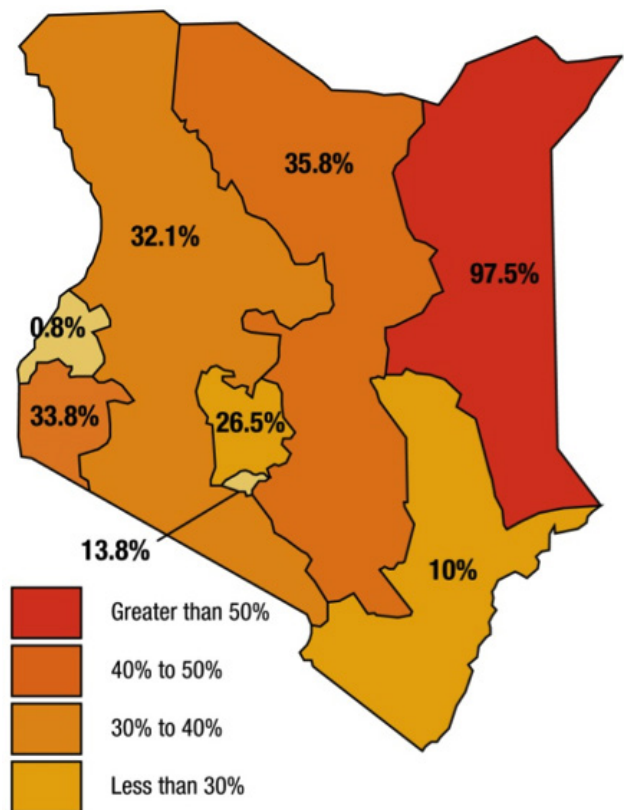 35.8%
32.1%
97.5%
0.8%
33.8%
26.5%
13.8%
10%
Greater than 50%
40% to 50%
30% to 40%
Less than 30%